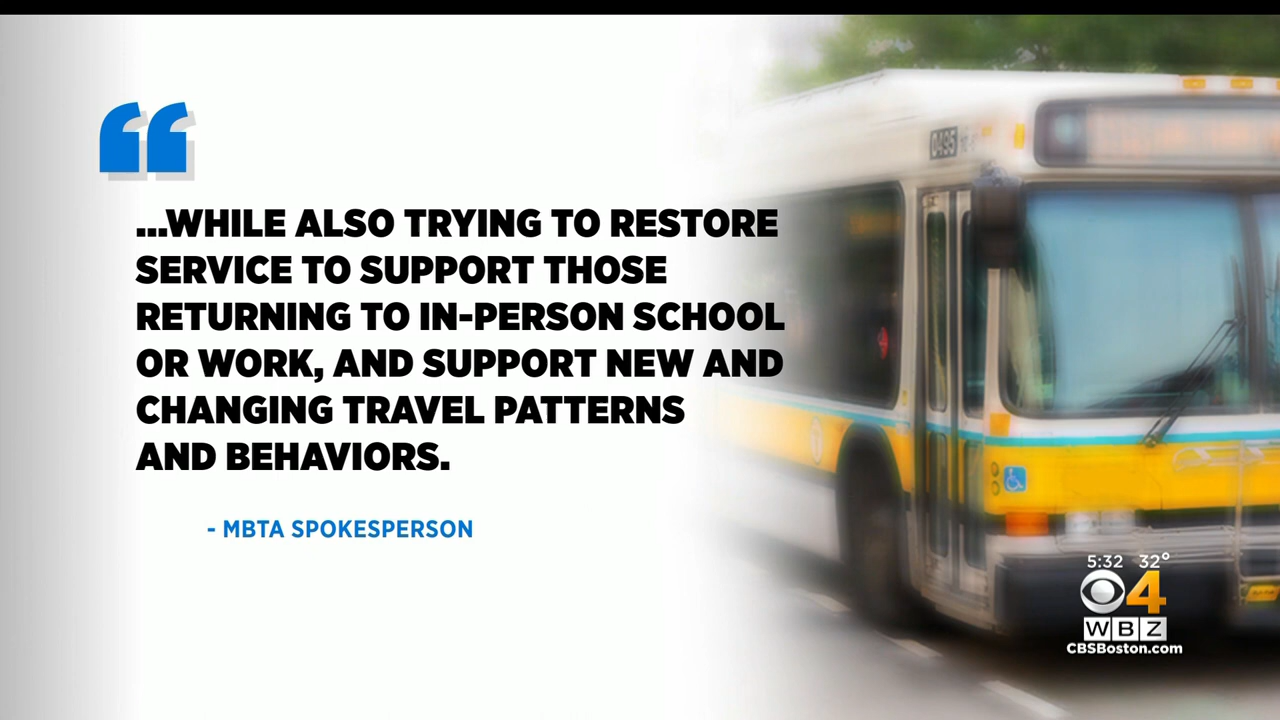 0495
...WHILE ALSO TRYING TO RESTORE
SERVICE TO SUPPORT THOSE
RETURNING TO IN-PERSON SCHOOL
OR WORK, AND SUPPORT NEW AND
CHANGING TRAVEL PATTERNS
AND BEHAVIORS.
- MBTA SPOKESPERSON
5:32 32°
4
WBZ
CBSBoston.com